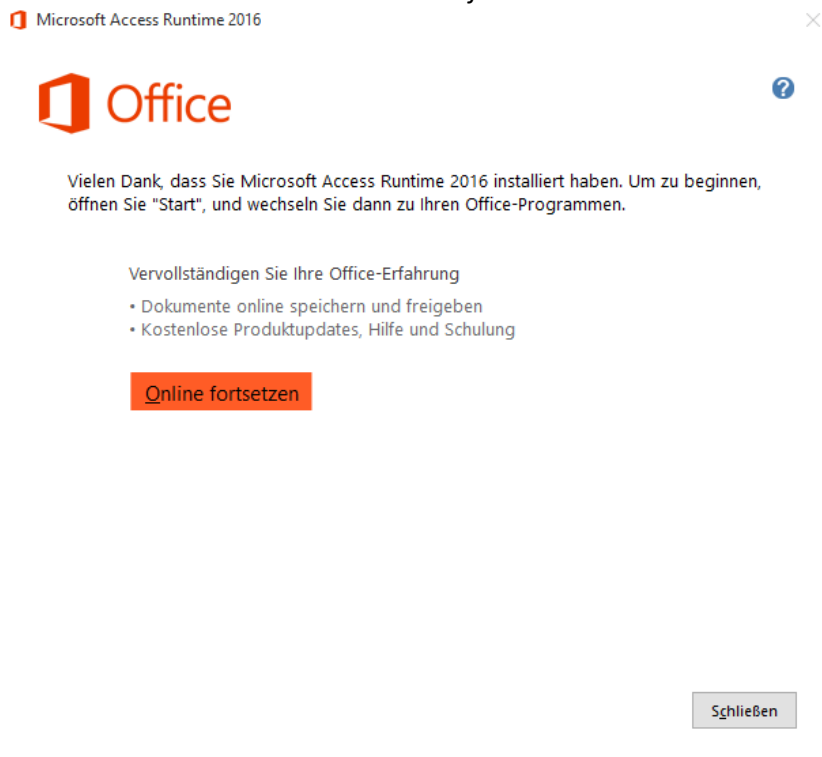 Microsoft Access Runtime 2016
Office
?
Vielen Dank, dass Sie Microsoft Access Runtime 2016 installiert haben. Um zu beginnen,
öffnen Sie "Start", und wechseln Sie dann zu Ihren Office-Programmen.
Vervollständigen Sie Ihre Office-Erfahrung
• Dokumente online speichern und freigeben
• Kostenlose Produktupdates, Hilfe und Schulung
Online fortsetzen
Schließen